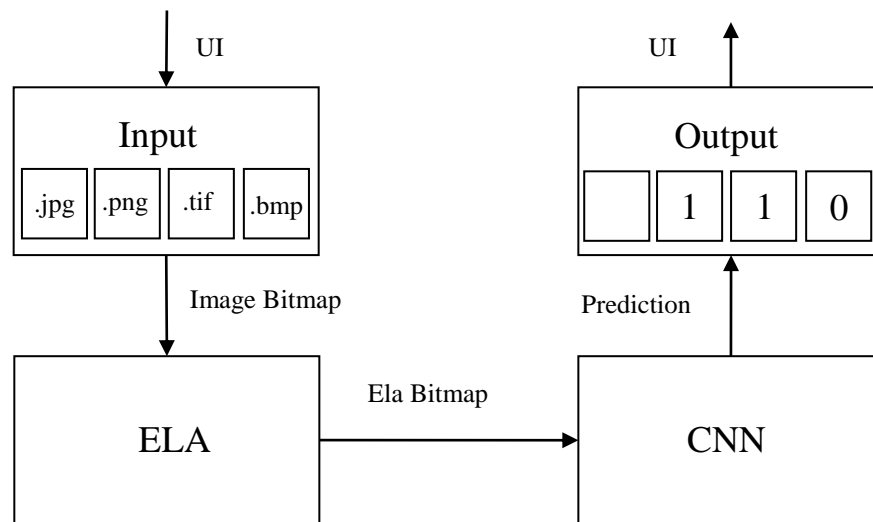 UI
UI
Input
Output
.jpg .png .tif .bmp
1 1 0
Image Bitmap
Prediction
Ela Bitmap
ELA
CNN